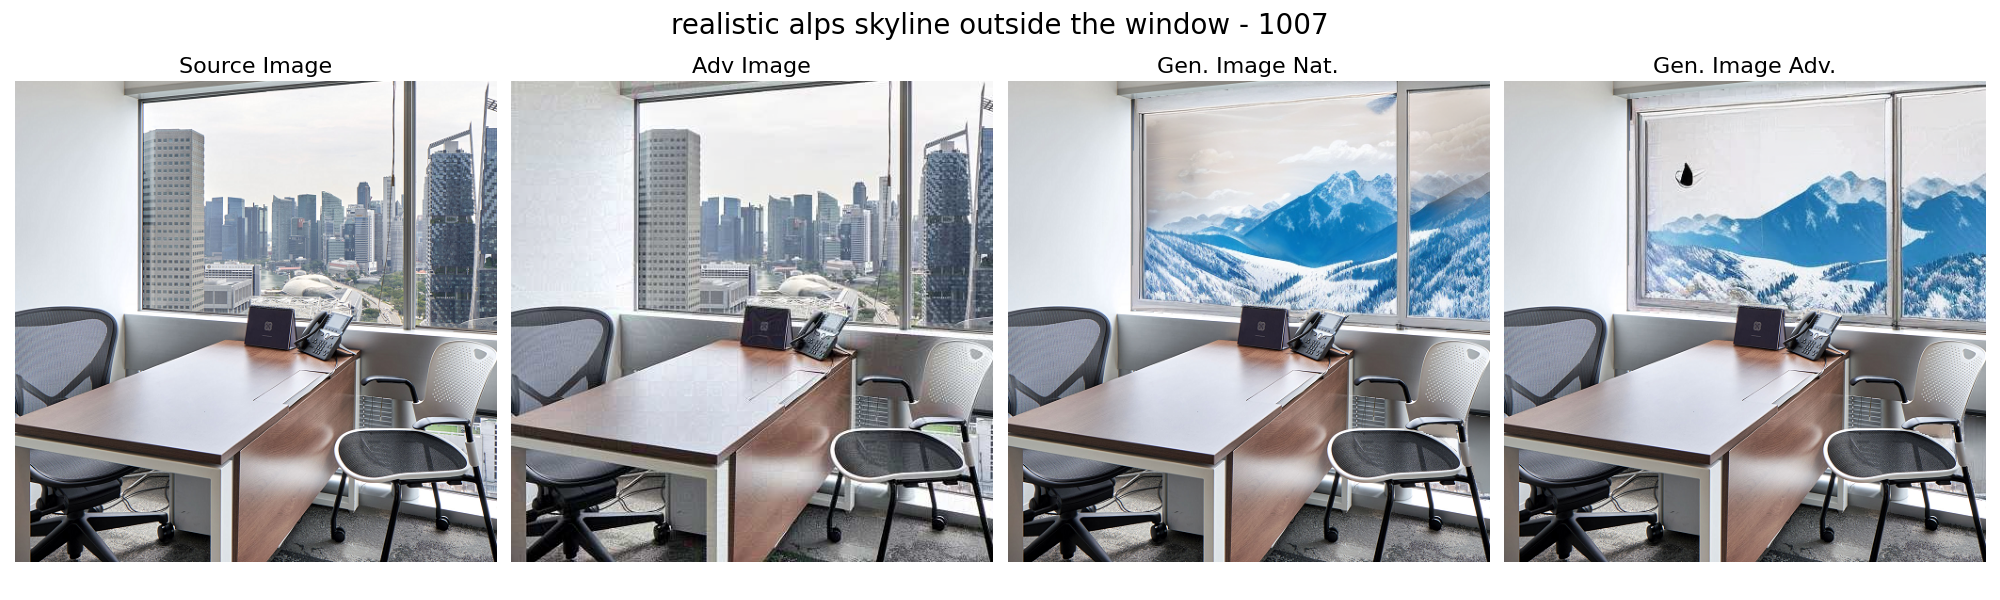 realistic alps skyline outside the window - 1007
Source Image
Adv Image
Gen. Image Nat.
Gen. Image Adv.